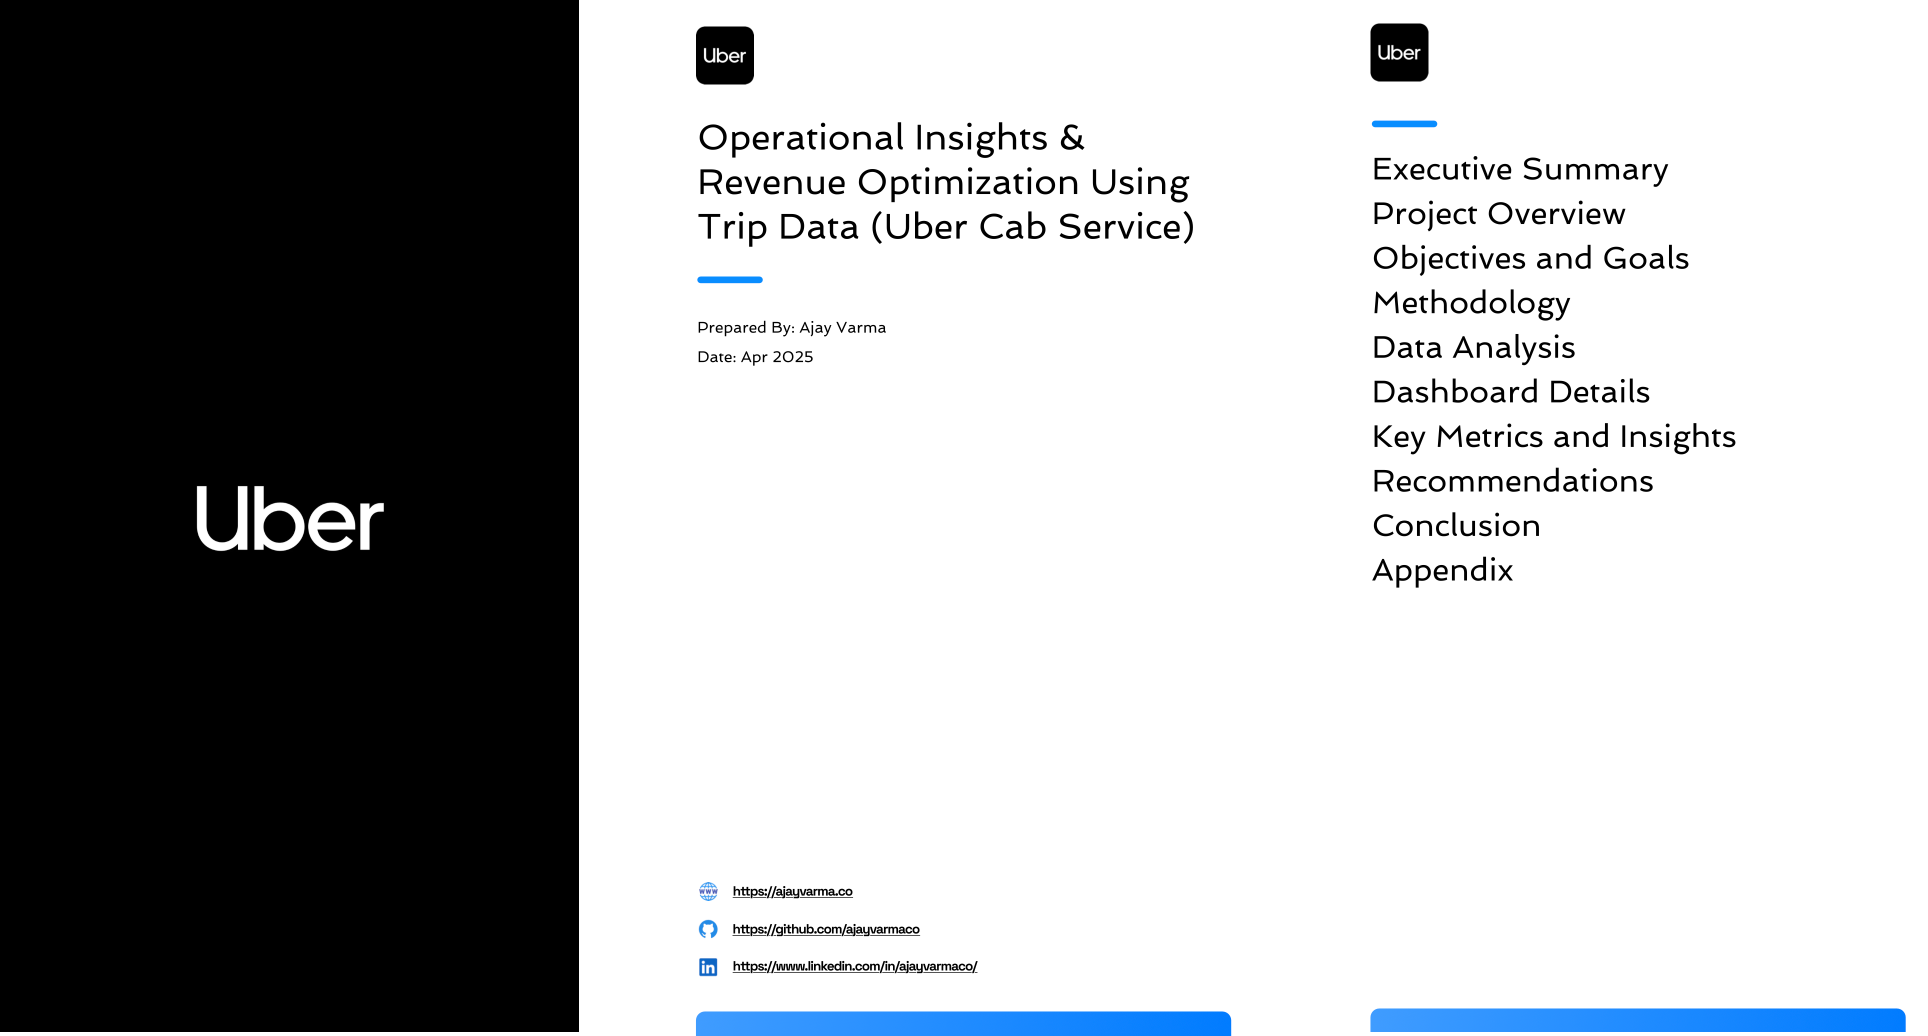 Uber
Uber
Operational Insights &
Revenue Optimization Using
Trip Data (Uber Cab Service)
Prepared By: Ajay Varma
Date: Apr 2025
www
https://ajayvarma.co
https://github.com/ajayvarmaco
in
https://www.linkedin.com/in/ajayvarmaco/
Uber
Executive Summary
Project Overview
Objectives and Goals
Methodology
Data Analysis
Dashboard Details
Key Metrics and Insights
Recommendations
Conclusion
Appendix